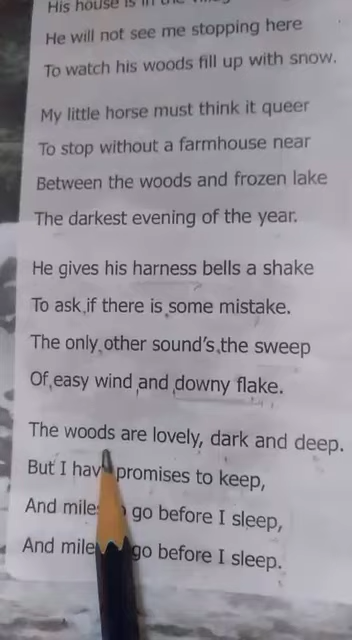 His house is in the
He will not see me stopping here
To watch his woods fill up with snow.
My little horse must think it queer
To stop without a farmhouse near
Between the woods and frozen lake
The darkest evening of the year.
He gives his harness bells a shake
To ask if there is some mistake.
The only other sound's the sweep
Of easy wind and downy flake.
The woods are lovely, dark and deep.
But I have promises to keep,
And miles go before I sleep,
And mile go before I sleep.